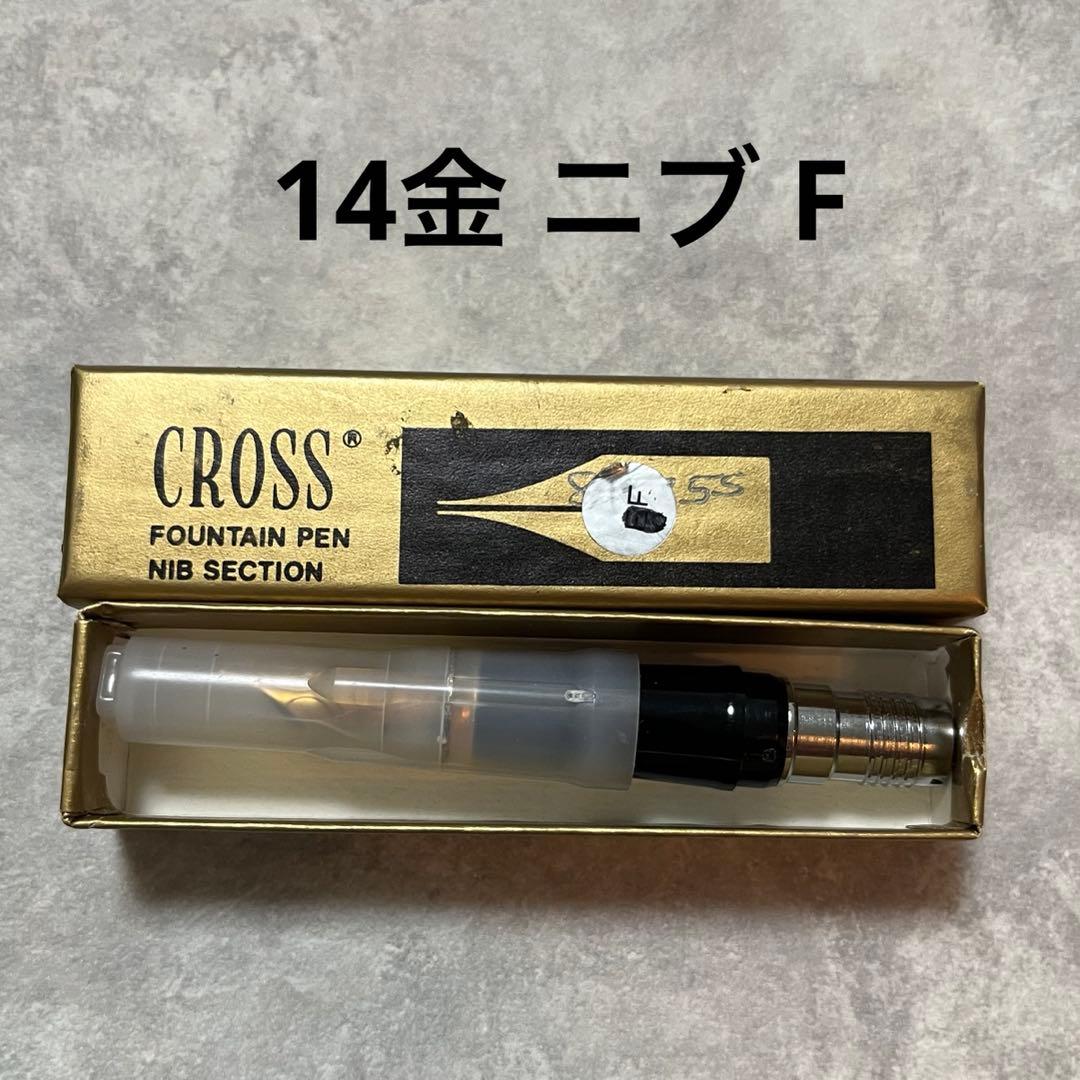 14金 ニブ F
CROSS®
FOUNTAIN PEN
NIB SECTION
F